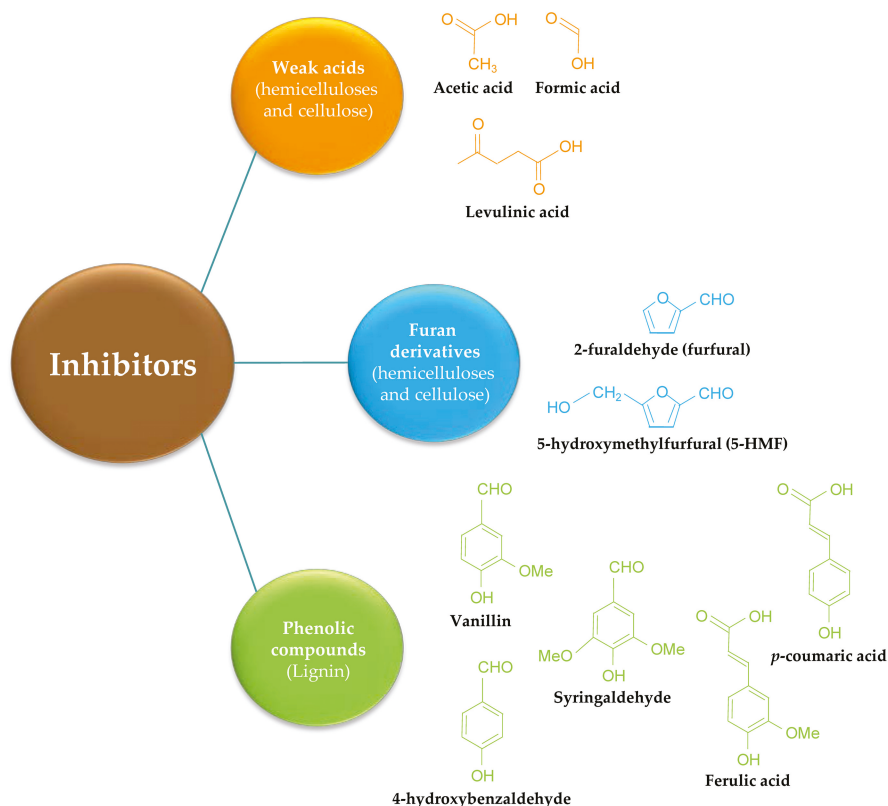 Inhibitors
Weak acids
(hemicelluloses
and cellulose)
O
OH
CH3
Acetic acid
O
OH
Formic acid
O
OH
O
Levulinic acid
Furan
derivatives
(hemicelluloses
and cellulose)
O
CHO
2-furaldehyde (furfural)
HO
CH2
O
CHO
5-hydroxymethylfurfural (5-HMF)
Phenolic
compounds
(Lignin)
CHO
OMe
OH
Vanillin
CHO
MeO
OMe
OH
Syringaldehyde
O
OH
OH
p-coumaric acid
CHO
OH
4-hydroxybenzaldehyde
O
OH
OMe
OH
Ferulic acid